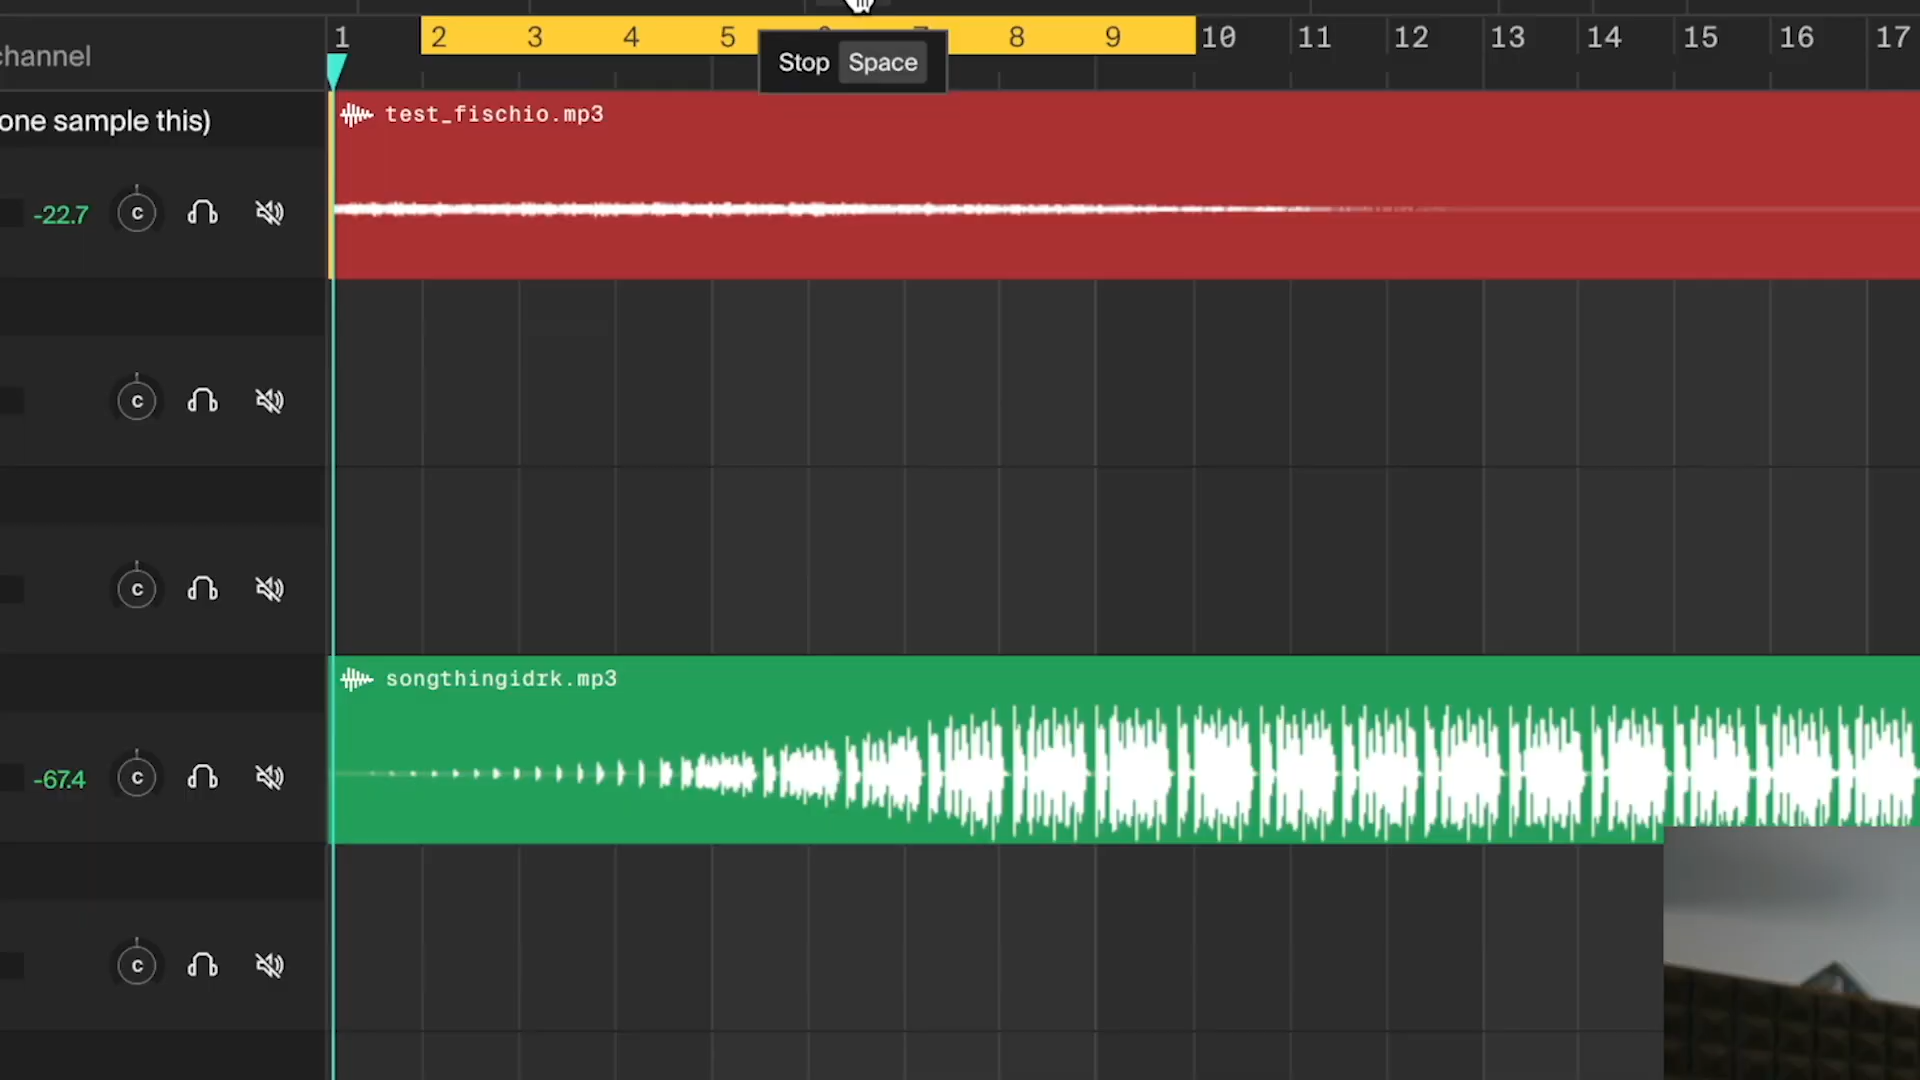 1 2 3 4 5 8 9 10 11 12 13 14 15 16 17
channel
Stop Space
one sample this)
test_fischio.mp3
-22.7 C
C
C
songthingidrk.mp3
-67.4 C
C